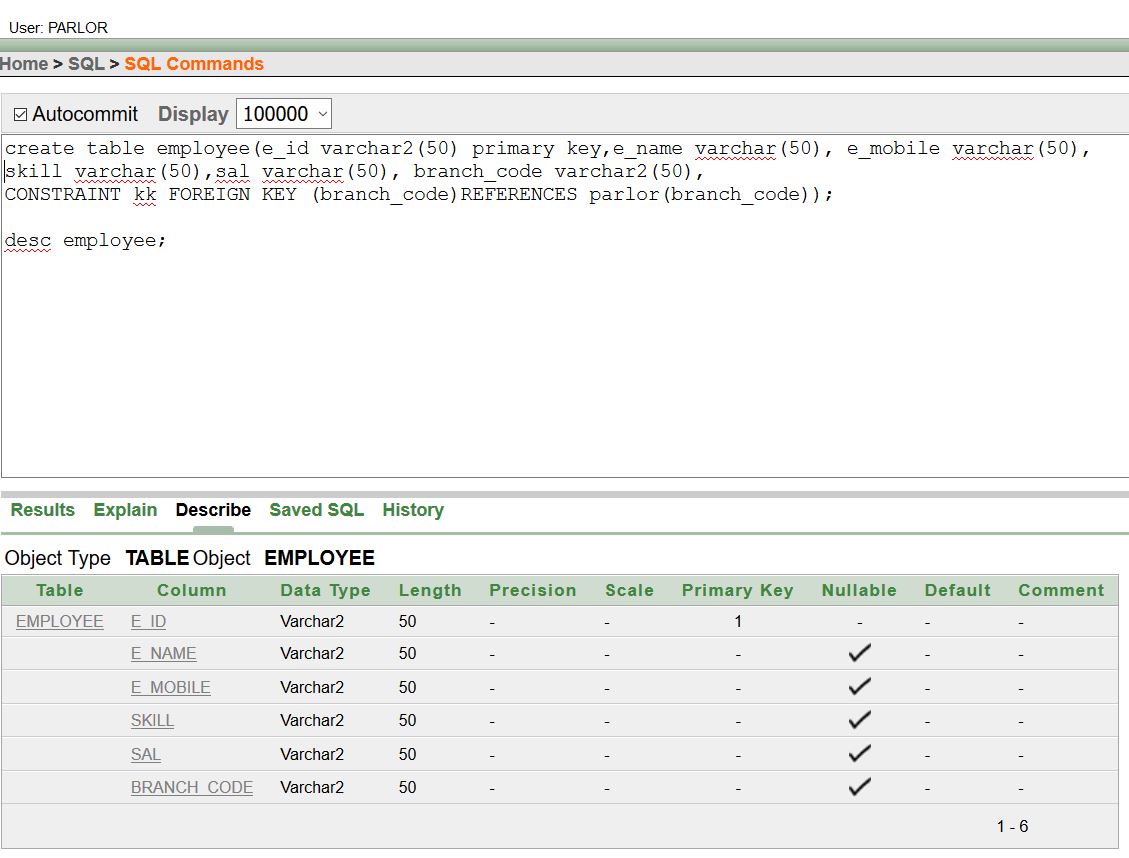 User: PARLOR
Home > SQL > SQL Commands
Autocommit Display 100000
create table employee(e_id varchar2(50) primary key,e_name varchar(50), e_mobile varchar(50),
skill varchar(50),sal varchar(50), branch_code varchar2(50),
CONSTRAINT kk FOREIGN KEY (branch_code)REFERENCES parlor(branch_code));
desc employee;
Results Explain Describe Saved SQL History
Object Type TABLE Object EMPLOYEE
Table Column Data Type Length Precision Scale Primary Key Nullable Default Comment
EMPLOYEE E_ID Varchar2 50 - - 1 - - -
E_NAME Varchar2 50 - - - ✓ - -
E_MOBILE Varchar2 50 - - - ✓ - -
SKILL Varchar2 50 - - - ✓ - -
SAL Varchar2 50 - - - ✓ - -
BRANCH_CODE Varchar2 50 - - - ✓ - -
1 - 6